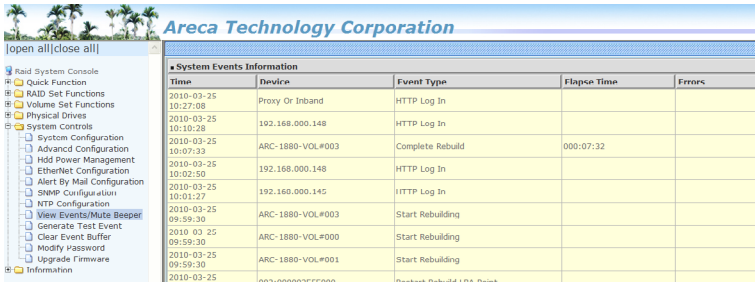 Areca Technology Corporation
|open all|close all|
Raid System Console
Quick Function
RAID Set Functions
Volume Set Functions
Physical Drives
System Controls
System Configuration
Advancd Configuration
Hdd Power Management
EtherNet Configuration
Alert By Mail Configuration
SNMP Configuration
NTP Configuration
View Events/Mute Beeper
Generate Test Event
Clear Event Buffer
Modify Password
Upgrade Firmware
Information
System Events Information
Time Device Event Type Elapse Time Errors
2010-03-25
10:27:08 Proxy Or Inband HTTP Log In
2010-03-25
10:10:28 192.168.000.148 HTTP Log In
2010-03-25
10:07:33 ARC-1880-VOL#003 Complete Rebuild 000:07:32
2010-03-25
10:02:50 192.168.000.148 HTTP Log In
2010-03-25
10:01:27 192.168.000.145 HTTP Log In
2010-03-25
09:59:30 ARC-1880-VOL#003 Start Rebuilding
2010-03-25
09:59:30 ARC-1880-VOL#000 Start Rebuilding
2010-03-25
09:59:30 ARC-1880-VOL#001 Start Rebuilding
2010-03-25
Rebuild LBA Point